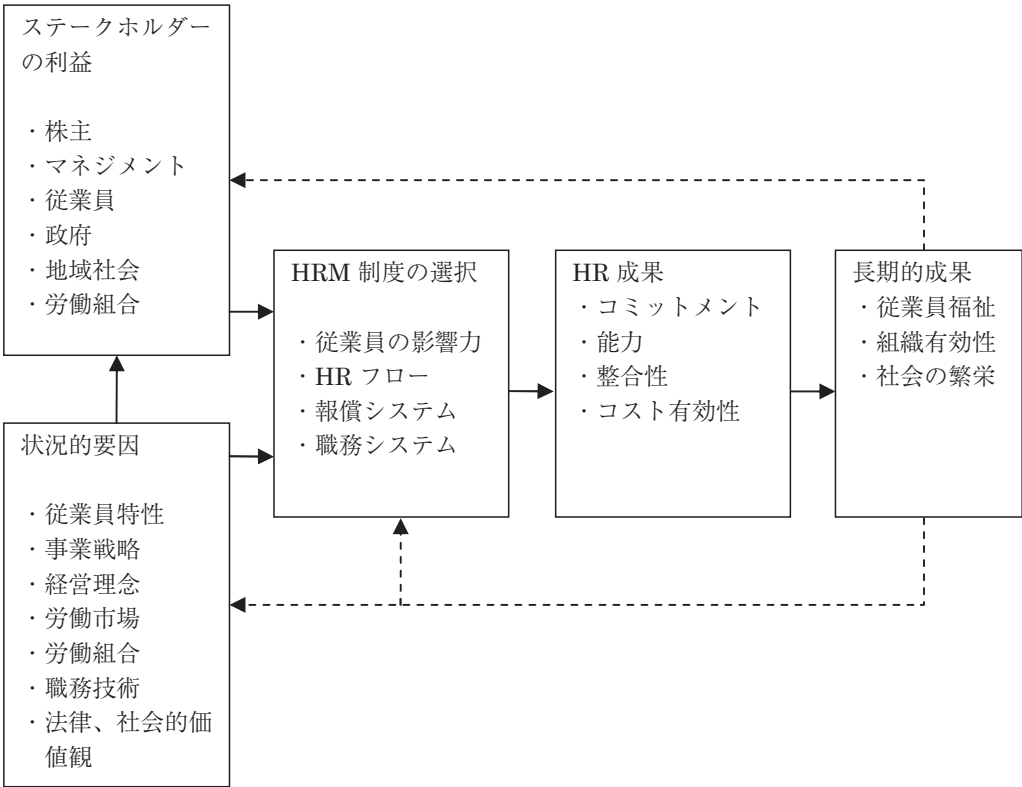 ステークホルダー
の利益
・株主
・マネジメント
・従業員
・政府
・地域社会
・労働組合
状況的要因
・従業員特性
・事業戦略
・経営理念
・労働市場
・労働組合
・職務技術
・法律、社会的価
値観
HRM 制度の選択
・従業員の影響力
・HR フロー
・報償システム
・職務システム
HR 成果
・コミットメント
・能力
・整合性
・コスト有効性
長期的成果
・従業員福祉
・組織有効性
・社会の繁栄